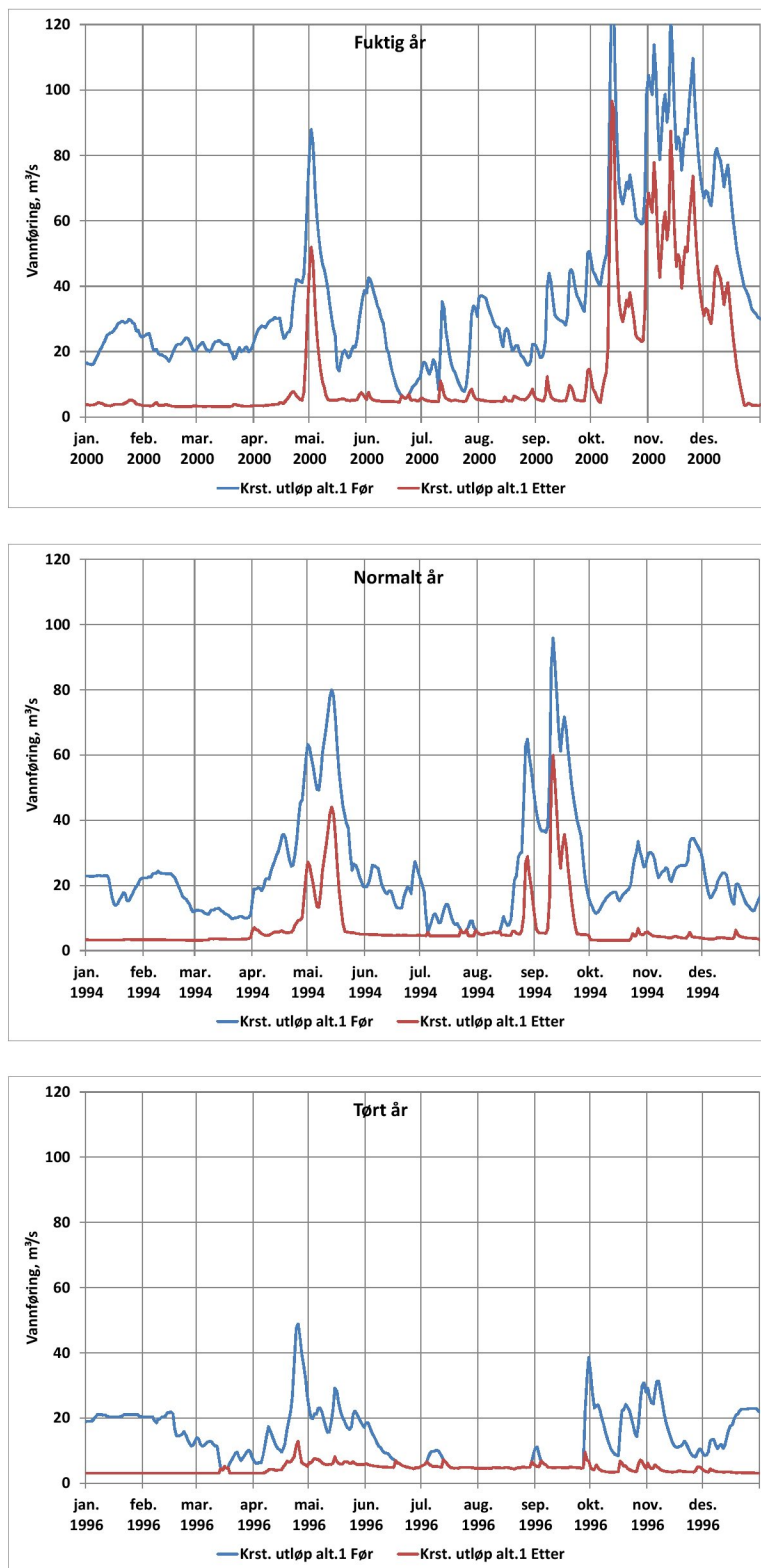 Fuktig år
Vannføring, m³/s
120
100
80
60
40
20
0
jan. feb. mar. apr. mai. jun. jul. aug. sep. okt. nov. des.
2000 2000 2000 2000 2000 2000 2000 2000 2000 2000 2000 2000
Krst. utløp alt.1 Før Krst. utløp alt.1 Etter
Normalt år
Vannføring, m³/s
120
100
80
60
40
20
0
jan. feb. mar. apr. mai. jun. jul. aug. sep. okt. nov. des.
1994 1994 1994 1994 1994 1994 1994 1994 1994 1994 1994 1994
Krst. utløp alt.1 Før Krst. utløp alt.1 Etter
Tørt år
Vannføring, m³/s
120
100
80
60
40
20
0
jan. feb. mar. apr. mai. jun. jul. aug. sep. okt. nov. des.
1996 1996 1996 1996 1996 1996 1996 1996 1996 1996 1996 1996
Krst. utløp alt.1 Før Krst. utløp alt.1 Etter